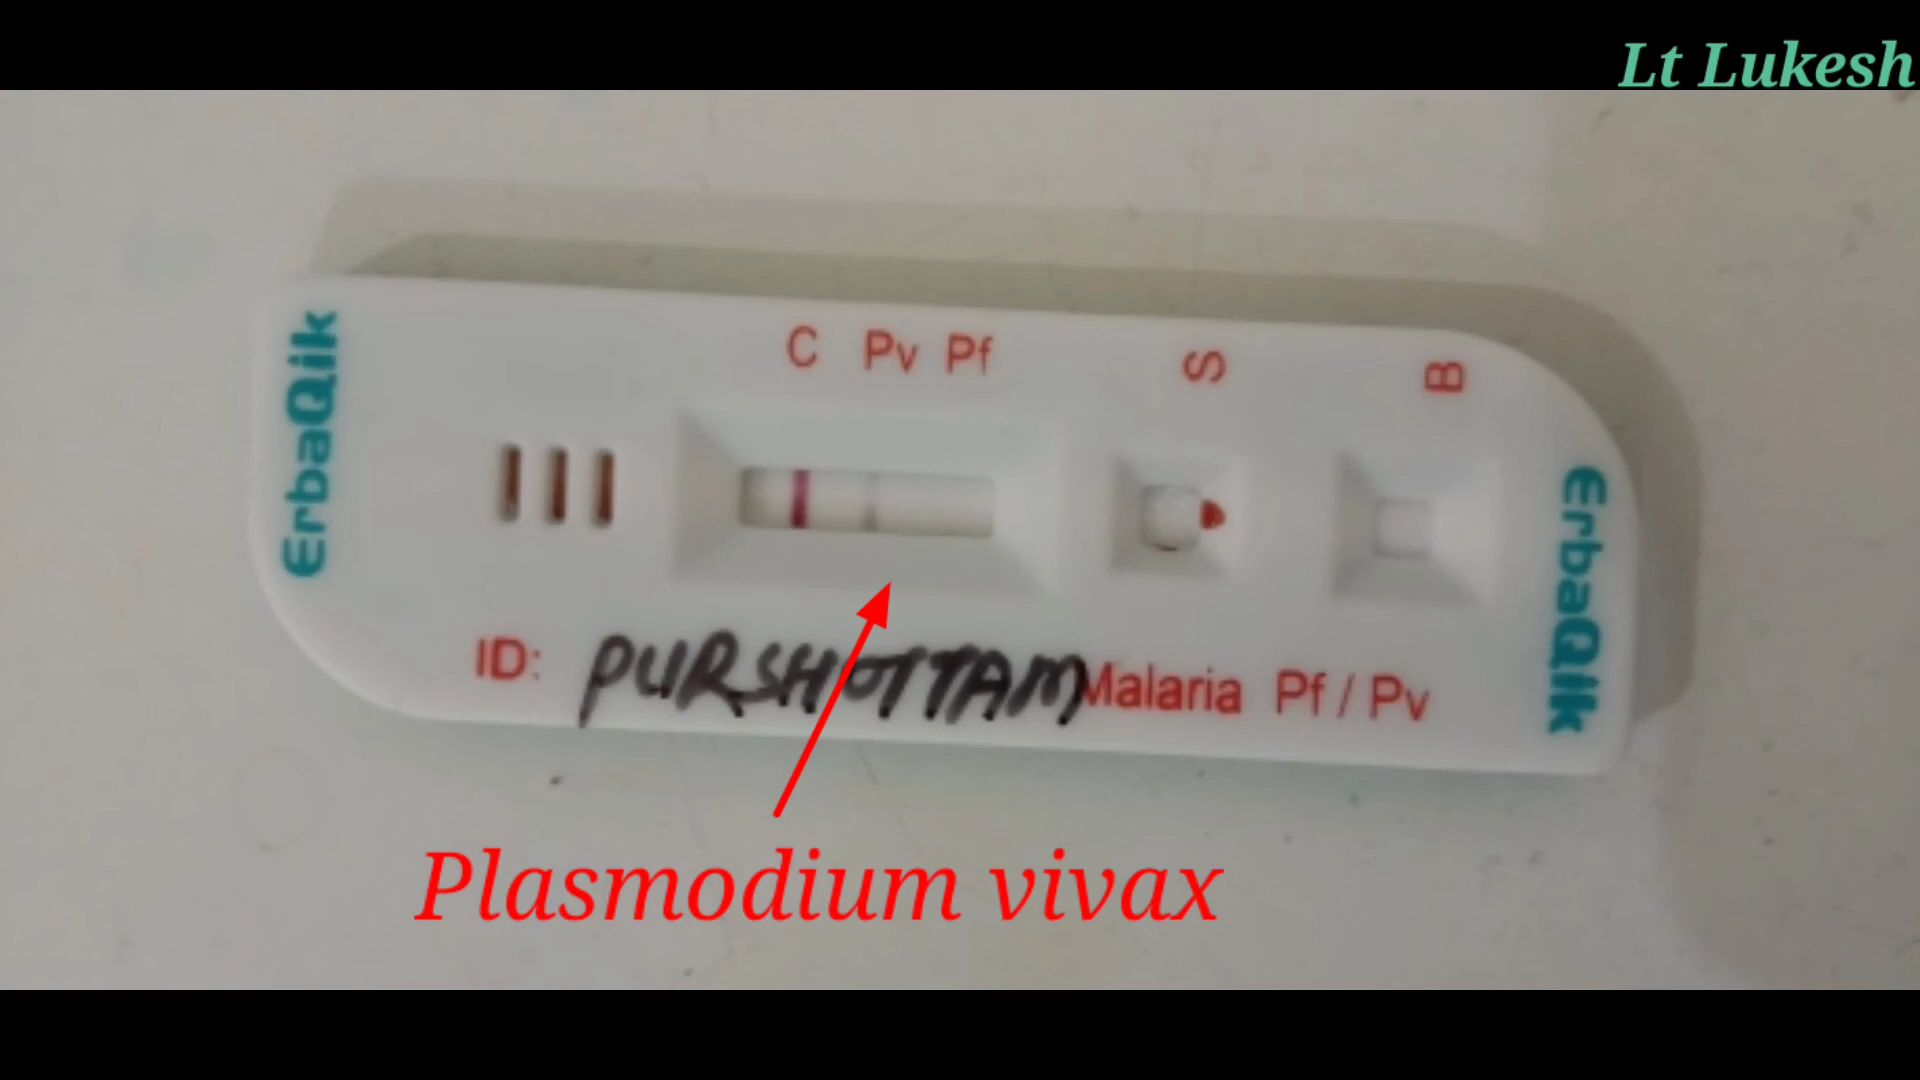 Lt Lukesh
C Pv Pf
S
B
ErbaQik
ErbaQik
ID: PURSHOTTAM Malaria Pf / Pv
Plasmodium vivax